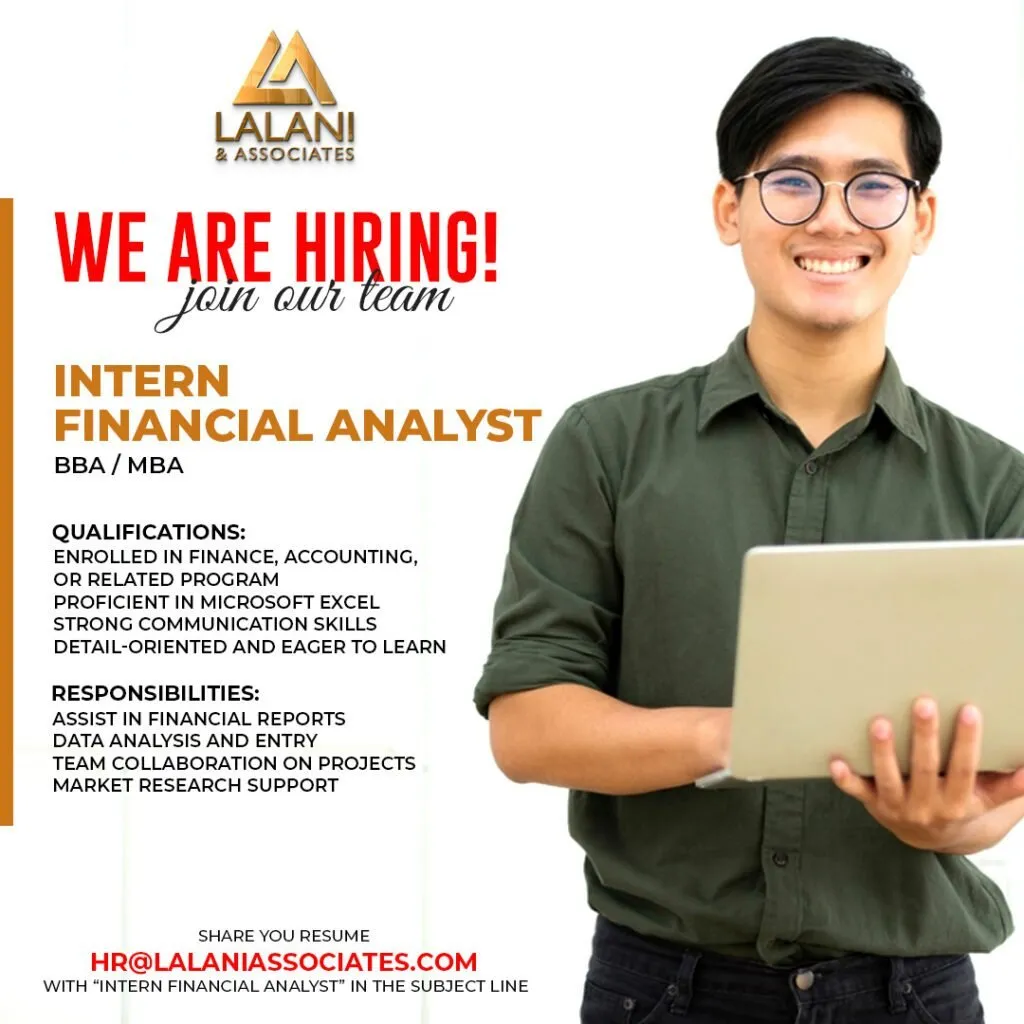 LALANI
& ASSOCIATES
WE ARE HIRING!
join our team
INTERN
FINANCIAL ANALYST
BBA / MBA
QUALIFICATIONS:
ENROLLED IN FINANCE, ACCOUNTING,
OR RELATED PROGRAM
PROFICIENT IN MICROSOFT EXCEL
STRONG COMMUNICATION SKILLS
DETAIL-ORIENTED AND EAGER TO LEARN
RESPONSIBILITIES:
ASSIST IN FINANCIAL REPORTS
DATA ANALYSIS AND ENTRY
TEAM COLLABORATION ON PROJECTS
MARKET RESEARCH SUPPORT
SHARE YOU RESUME
HR@LALANIASSOCIATES.COM
WITH “INTERN FINANCIAL ANALYST” IN THE SUBJECT LINE